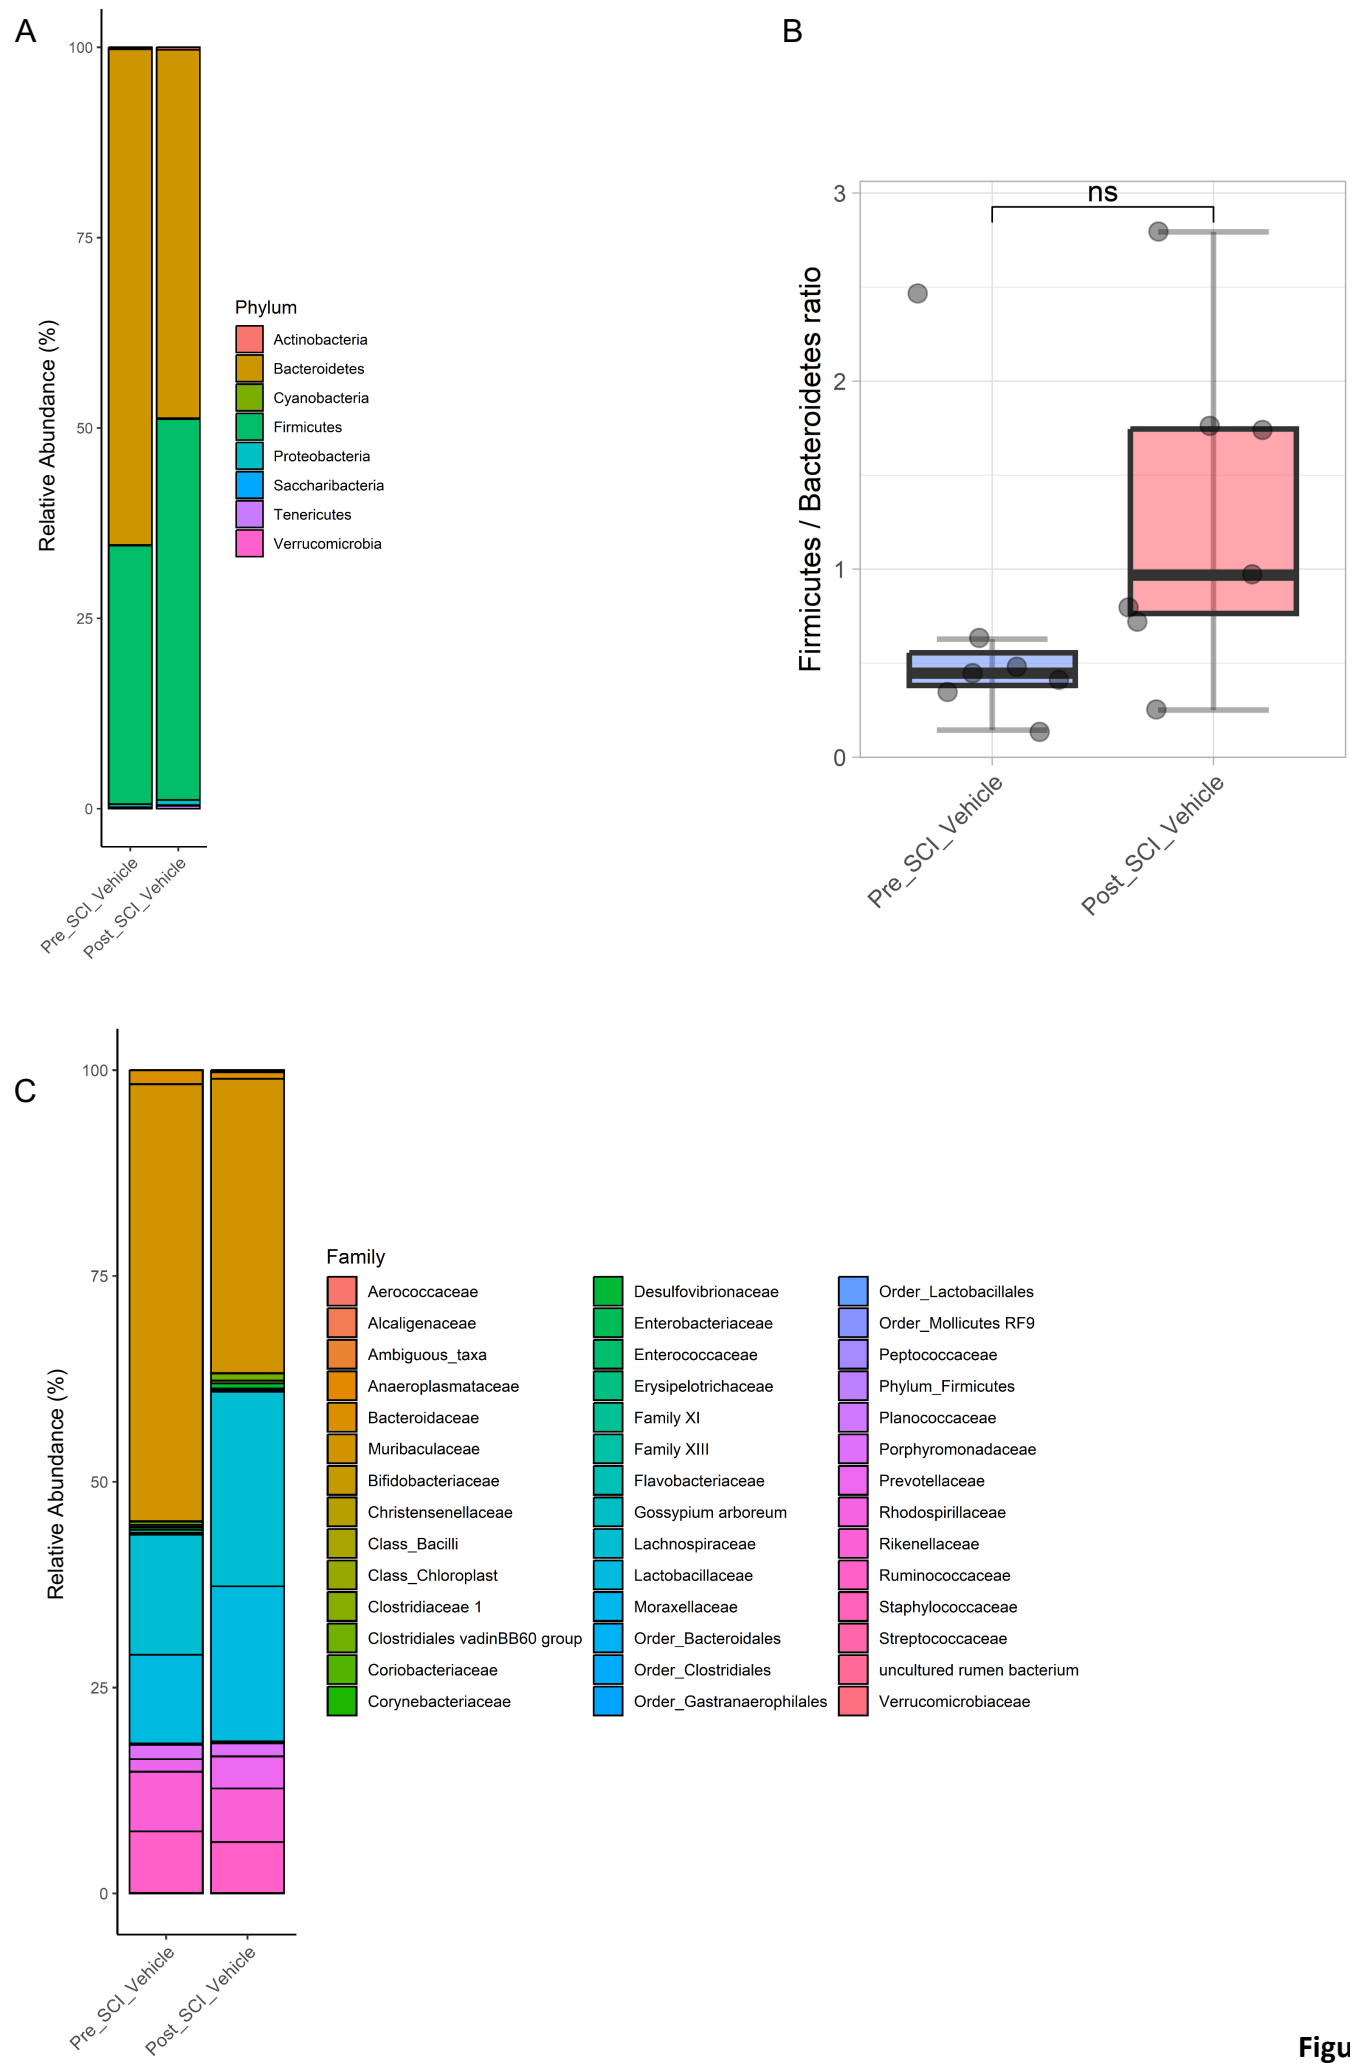 A
Relative Abundance (%)
100
75
50
25
0
Pre_SCI_Vehicle
Post_SCI_Vehicle
Phylum
Actinobacteria
Bacteroidetes
Cyanobacteria
Firmicutes
Proteobacteria
Saccharibacteria
Tenericutes
Verrucomicrobia
B
Firmicutes / Bacteroidetes ratio
3
2
1
0
ns
Pre_SCI_Vehicle
Post_SCI_Vehicle
C
Relative Abundance (%)
100
75
50
25
0
Pre_SCI_Vehicle
Post_SCI_Vehicle
Family
Aerococcaceae
Alcaligenaceae
Ambiguous_taxa
Anaeroplasmataceae
Bacteroidaceae
Muribaculaceae
Bifidobacteriaceae
Christensenellaceae
Class_Bacilli
Class_Chloroplast
Clostridiaceae 1
Clostridiales vadinBB60 group
Coriobacteriaceae
Corynebacteriaceae
Desulfovibrionaceae
Enterobacteriaceae
Enterococcaceae
Erysipelotrichaceae
Family XI
Family XIII
Flavobacteriaceae
Gossypium arboreum
Lachnospiraceae
Lactobacillaceae
Moraxellaceae
Order_Bacteroidales
Order_Clostridiales
Order_Gastranaerophilales
Order_Lactobacillales
Order_Mollicutes RF9
Peptococcaceae
Phylum_Firmicutes
Planococcaceae
Porphyromonadaceae
Prevotellaceae
Rhodospirillaceae
Rikenellaceae
Ruminococcaceae
Staphylococcaceae
Streptococcaceae
uncultured rumen bacterium
Verrucomicrobiaceae
Figu